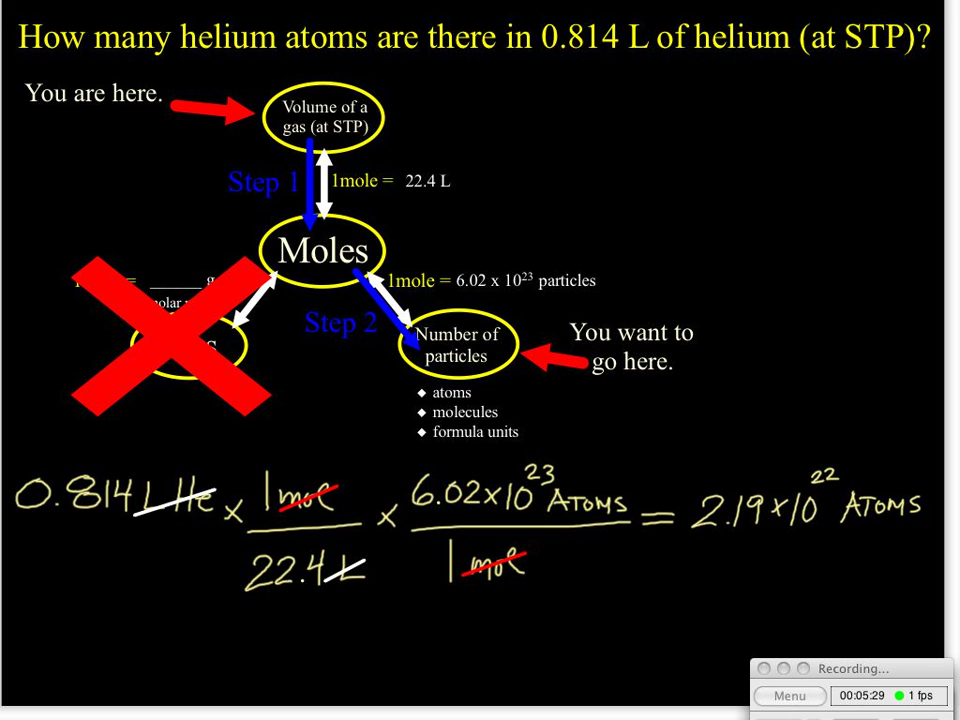 How many helium atoms are there in 0.814 L of helium (at STP)?
You are here.
Volume of a
gas (at STP)
Step 1
1mole = 22.4 L
Moles
= ______ g
1mole = 6.02 x 10²³ particles
Step 2
Number of
particles
You want to
go here.
◆ atoms
◆ molecules
◆ formula units
0.814 L He x 1 mol / 22.4 L x 6.02 x 10²³ ATOMS / 1 mol = 2.19 x 10²² ATOMS
Recording...
Menu
00:05:29 1 fps